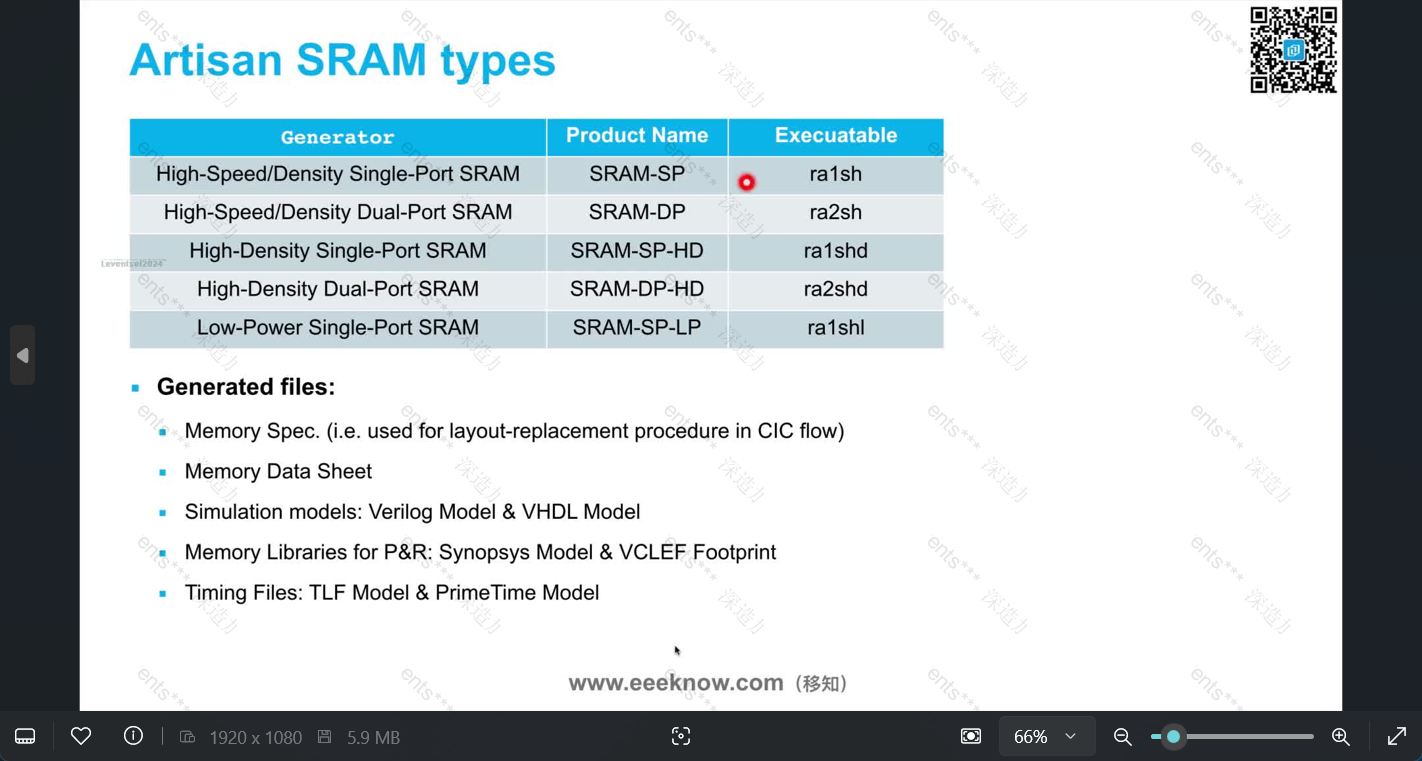 Artisan SRAM types
Generator Product Name Execuatable
High-Speed/Density Single-Port SRAM SRAM-SP ra1sh
High-Speed/Density Dual-Port SRAM SRAM-DP ra2sh
High-Density Single-Port SRAM SRAM-SP-HD ra1shd
High-Density Dual-Port SRAM SRAM-DP-HD ra2shd
Low-Power Single-Port SRAM SRAM-SP-LP ra1shl
Generated files:
Memory Spec. (i.e. used for layout-replacement procedure in CIC flow)
Memory Data Sheet
Simulation models: Verilog Model & VHDL Model
Memory Libraries for P&R: Synopsys Model & VCLEF Footprint
Timing Files: TLF Model & PrimeTime Model
www.eeeknow.com（移知）
ents*** 深造力
1920 x 1080 5.9 MB 66%